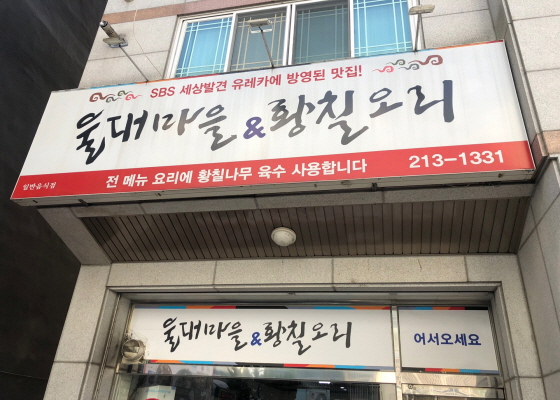 SBS 세상발견 유레카에 방영된 맛집!
울대마을&황칠오리
일반음식점
전 메뉴 요리에 황칠나무 육수 사용합니다
213-1331
울대마을&황칠오리
어서오세요